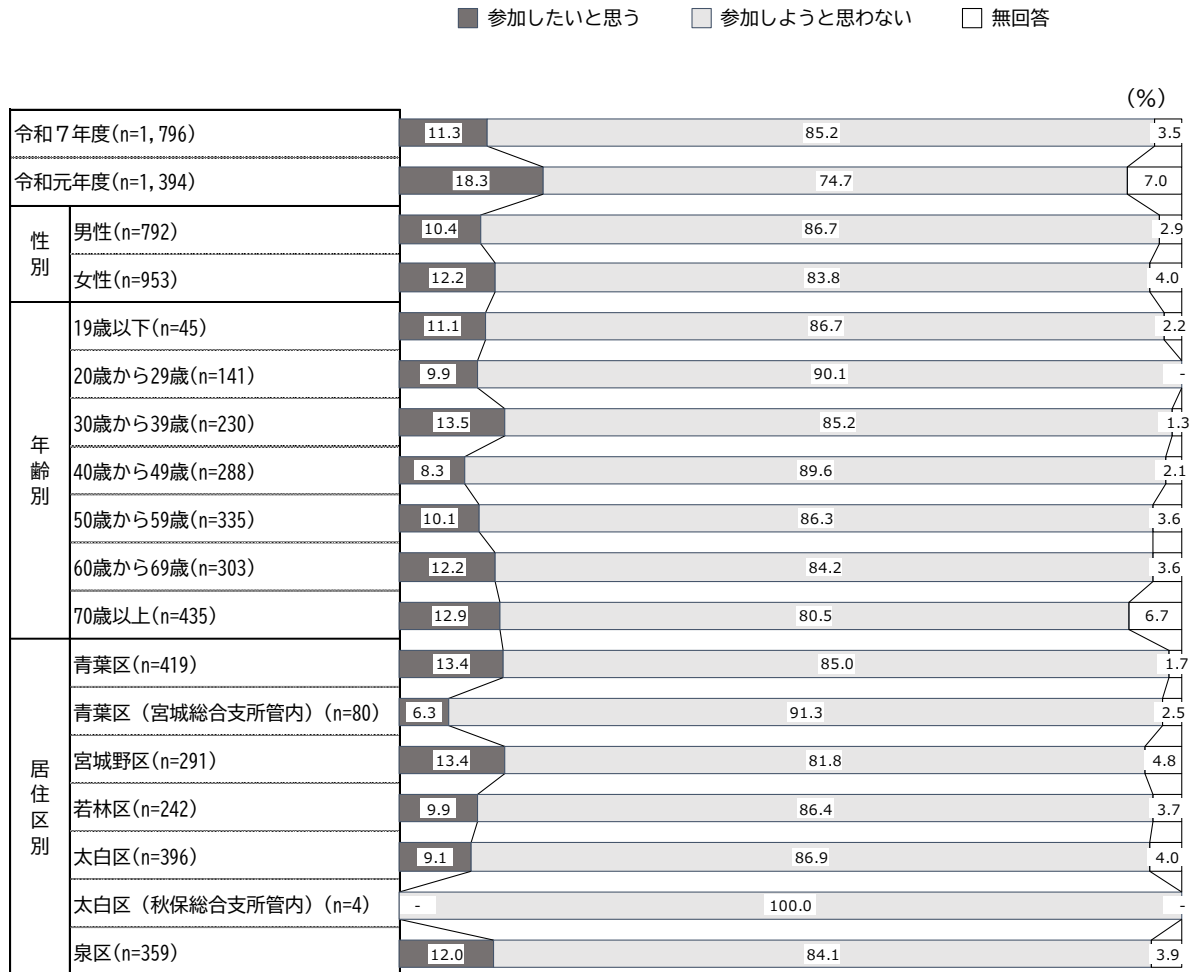 参加したいと思う 参加しようと思わない 無回答
(%)
令和7年度(n=1,796) 11.3 85.2 3.5
令和元年度(n=1,394) 18.3 74.7 7.0
性別
男性(n=792) 10.4 86.7 2.9
女性(n=953) 12.2 83.8 4.0
年齢別
19歳以下(n=45) 11.1 86.7 2.2
20歳から29歳(n=141) 9.9 90.1 -
30歳から39歳(n=230) 13.5 85.2 1.3
40歳から49歳(n=288) 8.3 89.6 2.1
50歳から59歳(n=335) 10.1 86.3 3.6
60歳から69歳(n=303) 12.2 84.2 3.6
70歳以上(n=435) 12.9 80.5 6.7
居住区別
青葉区(n=419) 13.4 85.0 1.7
青葉区（宮城総合支所管内）(n=80) 6.3 91.3 2.5
宮城野区(n=291) 13.4 81.8 4.8
若林区(n=242) 9.9 86.4 3.7
太白区(n=396) 9.1 86.9 4.0
太白区（秋保総合支所管内）(n=4) - 100.0 -
泉区(n=359) 12.0 84.1 3.9